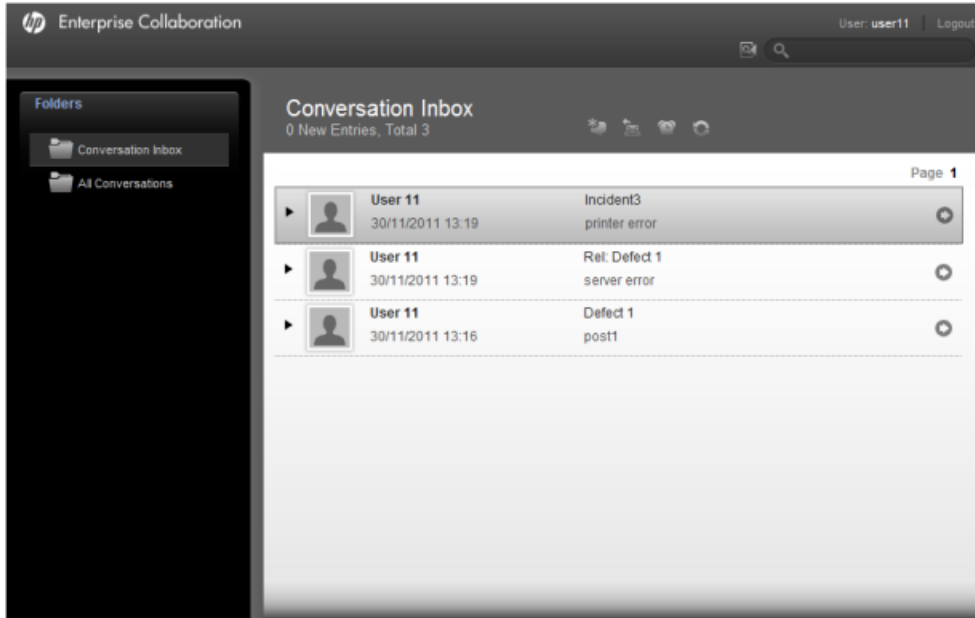 hp Enterprise Collaboration
User: user11 Logout
Folders
Conversation Inbox
All Conversations
Conversation Inbox
0 New Entries, Total 3
Page 1
User 11 Incident3
30/11/2011 13:19 printer error
User 11 Rel: Defect 1
30/11/2011 13:19 server error
User 11 Defect 1
30/11/2011 13:16 post1